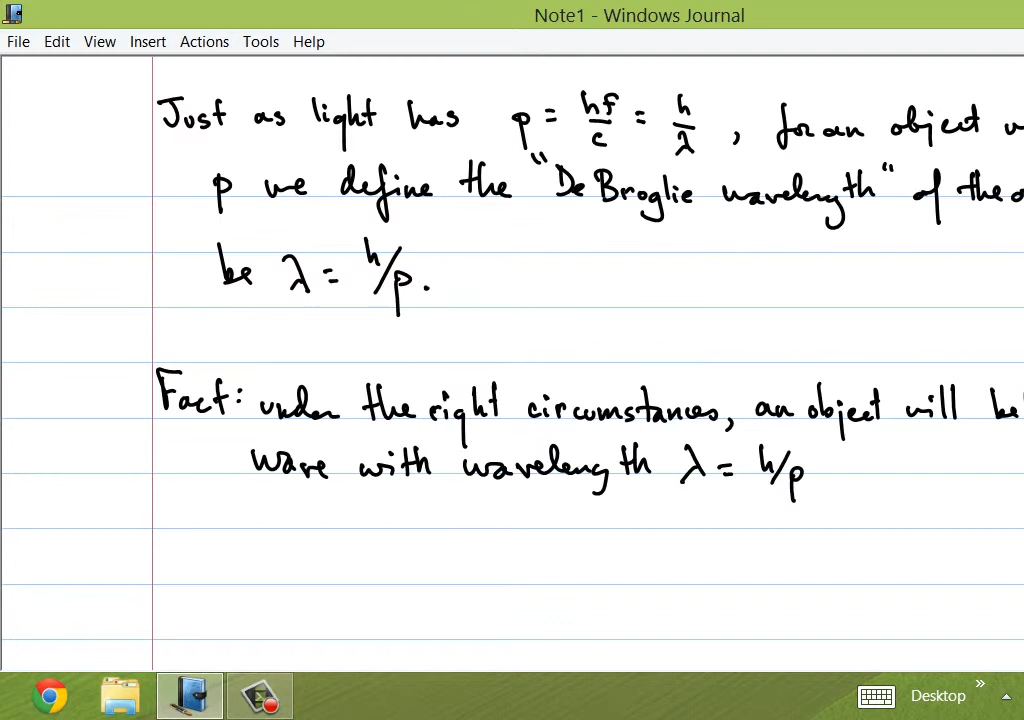 Note1 - Windows Journal
File Edit View Insert Actions Tools Help
Just as light has p = hf/c = h/λ , for an object
p we define the "De Broglie wavelength" of the
be λ = h/p .
Fact: under the right circumstances, an object will
wave with wavelength λ = h/p
Desktop